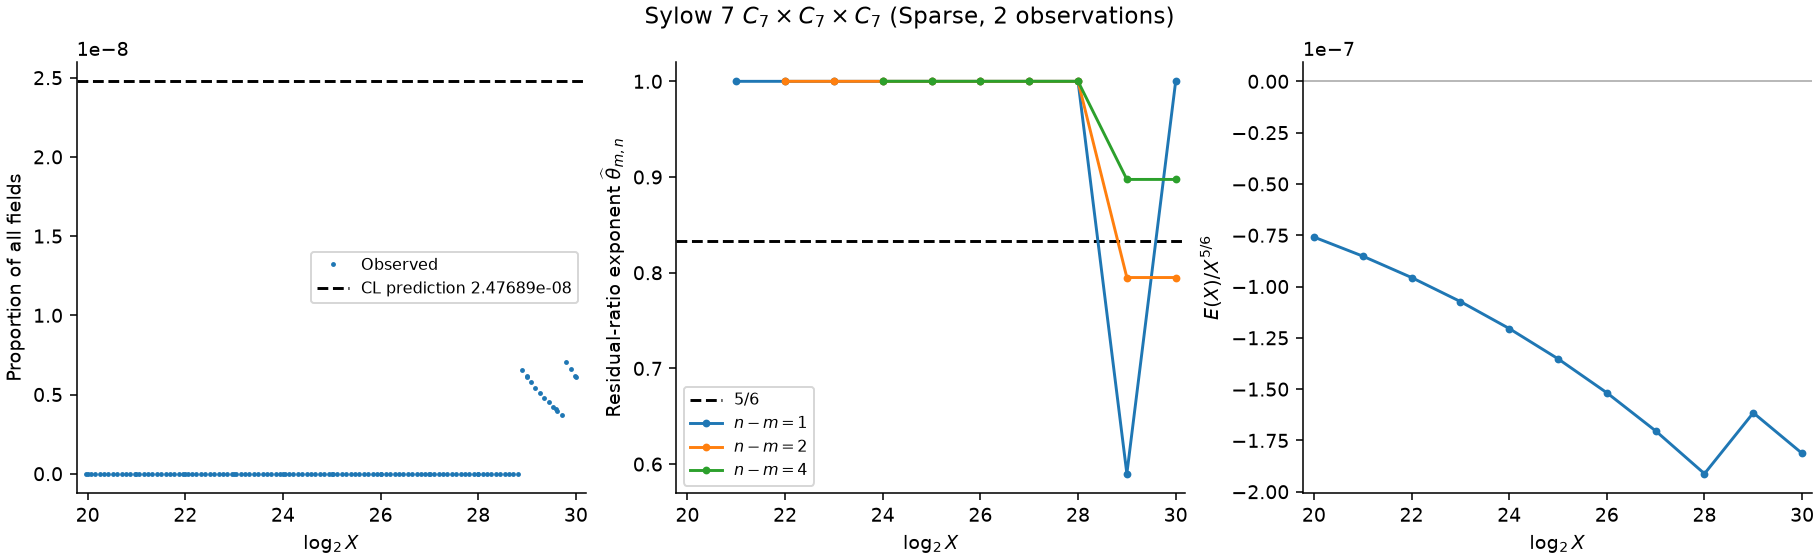 Sylow 7 C₇ × C₇ × C₇ (Sparse, 2 observations)
1e−8
2.5
2.0
1.5
1.0
0.5
0.0
Proportion of all fields
Observed
CL prediction 2.47689e-08
20 22 24 26 28 30
log₂ X
1.0
0.9
0.8
0.7
0.6
Residual-ratio exponent θ̂ₘ,ₙ
5/6
n − m = 1
n − m = 2
n − m = 4
20 22 24 26 28 30
log₂ X
1e−7
0.00
−0.25
−0.50
−0.75
−1.00
−1.25
−1.50
−1.75
−2.00
E(X)/X^{5/6}
20 22 24 26 28 30
log₂ X